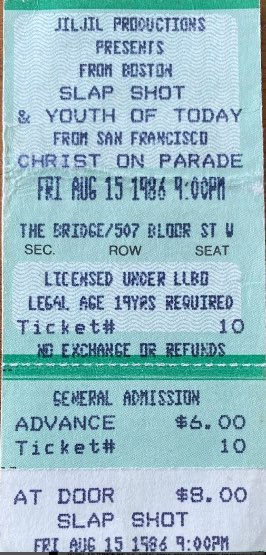 JILJIL PRODUCTIONS
PRESENTS
FROM BOSTON
SLAP SHOT
& YOUTH OF TODAY
FROM SAN FRANCISCO
CHRIST ON PARADE
FRI AUG 15 1986 9:00PM
THE BRIDGE/507 BLOOR ST W
SEC. ROW SEAT
LICENSED UNDER LLBO
LEGAL AGE 19YRS REQUIRED
Ticket# 10
NO EXCHANGE OR REFUNDS
GENERAL ADMISSION
ADVANCE $6.00
Ticket# 10
AT DOOR $8.00
SLAP SHOT
FRI AUG 15 1986 9:00PM